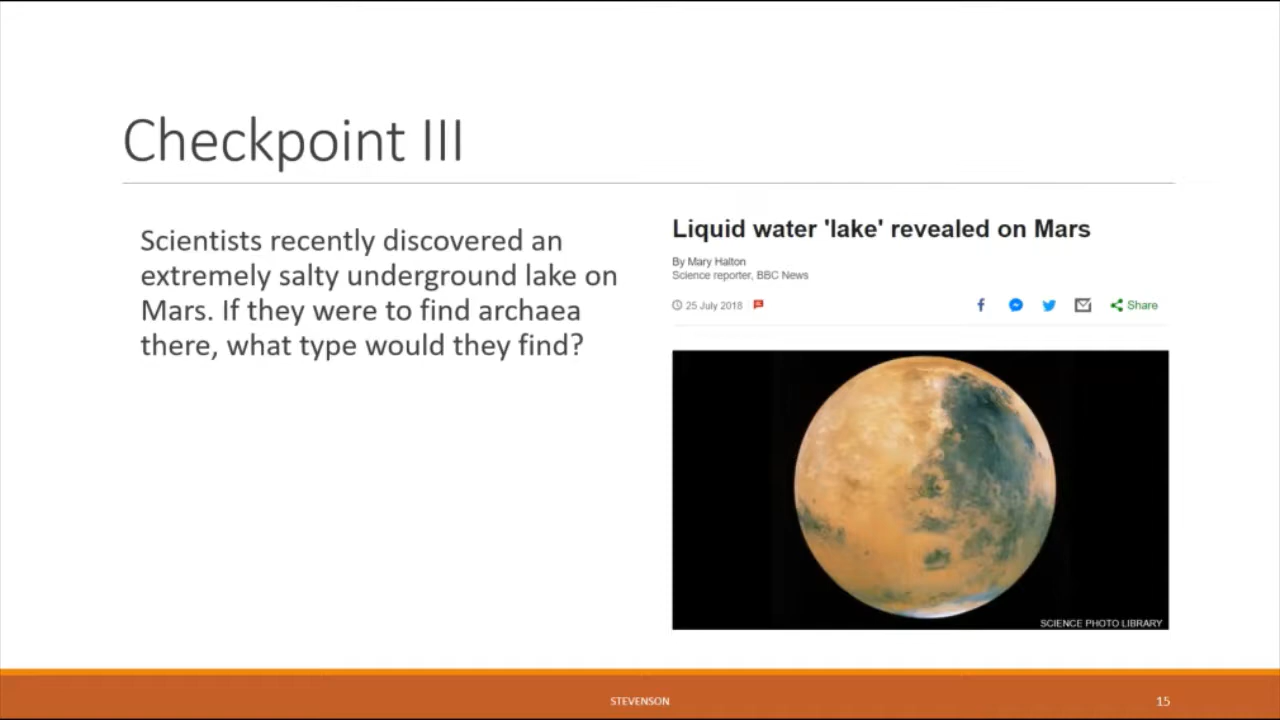 Checkpoint III
Scientists recently discovered an
extremely salty underground lake on
Mars. If they were to find archaea
there, what type would they find?
Liquid water 'lake' revealed on Mars
By Mary Halton
Science reporter, BBC News
25 July 2018
Share
SCIENCE PHOTO LIBRARY
STEVENSON
15